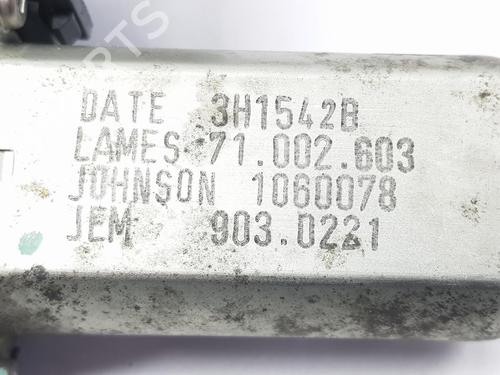 DATE 3H1542B
LAMES 71.002.603
JOHNSON 1060078
JEM 903.0221